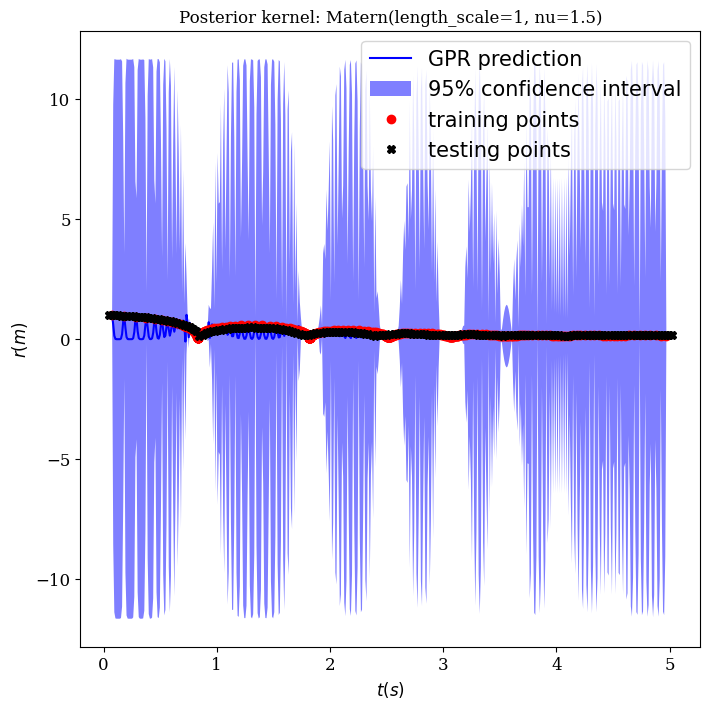 Posterior kernel: Matern(length_scale=1, nu=1.5)
GPR prediction
95% confidence interval
training points
testing points
10
5
0
−5
−10
r(m)
0 1 2 3 4 5
t(s)